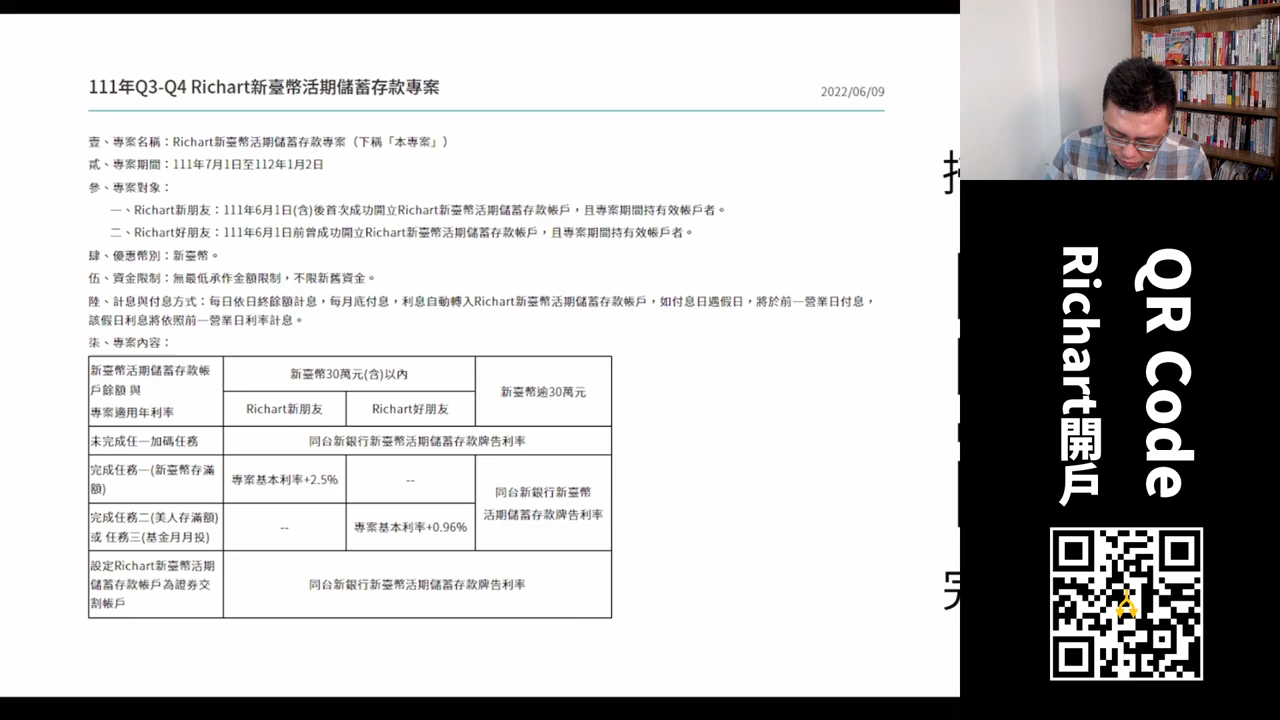 111年Q3-Q4 Richart新臺幣活期儲蓄存款專案
2022/06/09
壹、專案名稱：Richart新臺幣活期儲蓄存款專案（下稱「本專案」）
貳、專案期間：111年7月1日至112年1月2日
參、專案對象：
一、Richart新朋友：111年6月1日(含)後首次成功開立Richart新臺幣活期儲蓄存款帳戶，且專案期間持有效帳戶者。
二、Richart好朋友：111年6月1日前曾成功開立Richart新臺幣活期儲蓄存款帳戶，且專案期間持有效帳戶者。
肆、優惠幣別：新臺幣。
伍、資金限制：無最低承作金額限制，不限新舊資金。
陸、計息與付息方式：每日依日終餘額計息，每月底付息，利息自動轉入Richart新臺幣活期儲蓄存款帳戶，如付息日遇假日，將於前一營業日付息，
該假日利息將依照前一營業日利率計息。
柒、專案內容：
新臺幣活期儲蓄存款帳
戶餘額 與
專案適用年利率
新臺幣30萬元(含)以內
新臺幣逾30萬元
Richart新朋友
Richart好朋友
未完成任一加碼任務
同台新銀行新臺幣活期儲蓄存款牌告利率
完成任務一(新臺幣存滿
額)
專案基本利率+2.5%
--
同台新銀行新臺幣
活期儲蓄存款牌告利率
完成任務二(美人存滿額)
或 任務三(基金月月投)
--
專案基本利率+0.96%
設定Richart新臺幣活期
儲蓄存款帳戶為證券交
割帳戶
同台新銀行新臺幣活期儲蓄存款牌告利率
QR Code
Richart開戶